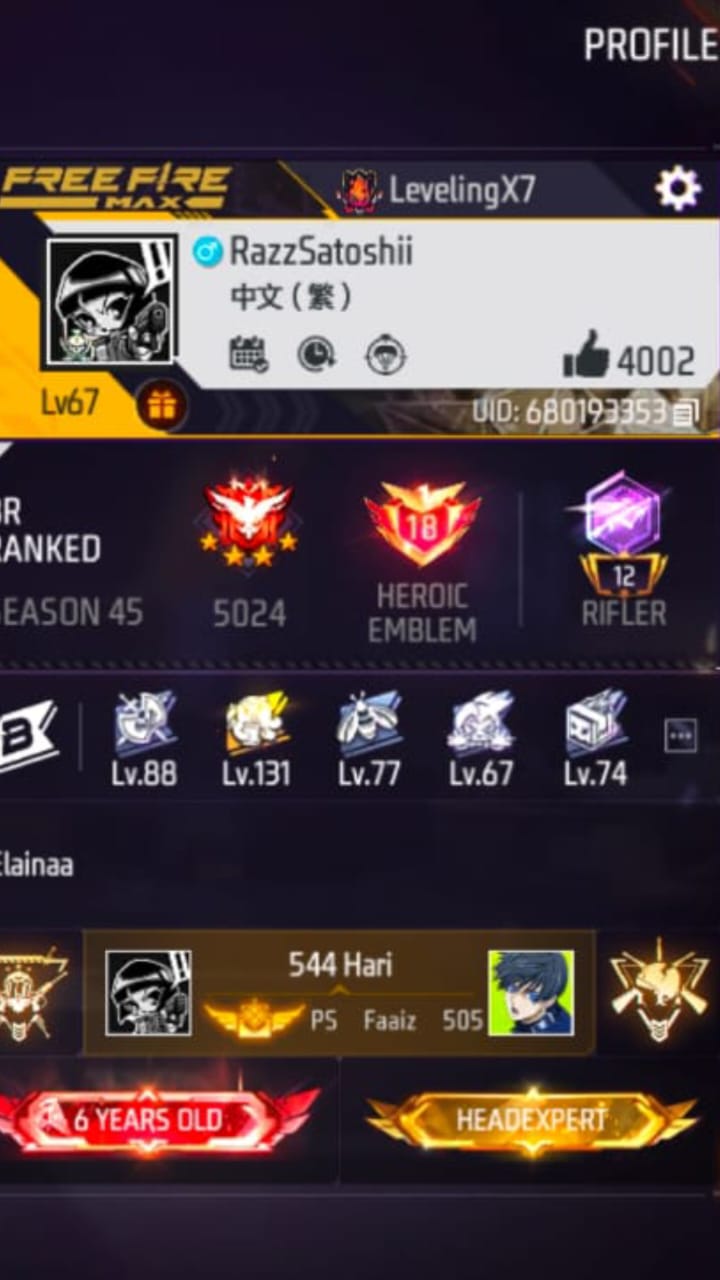 PROFILE
FREE FIRE
MAX
LevelingX7
RazzSatoshii
中文 ( 繁 )
4002
Lv67
UID: 680193353
BR
RANKED
SEASON 45
5024
18
HEROIC
EMBLEM
12
RIFLER
B
Lv.88
Lv.131
Lv.77
Lv.67
Lv.74
Elainaa
544 Hari
PS Faaiz 505
6 YEARS OLD
HEADEXPERT